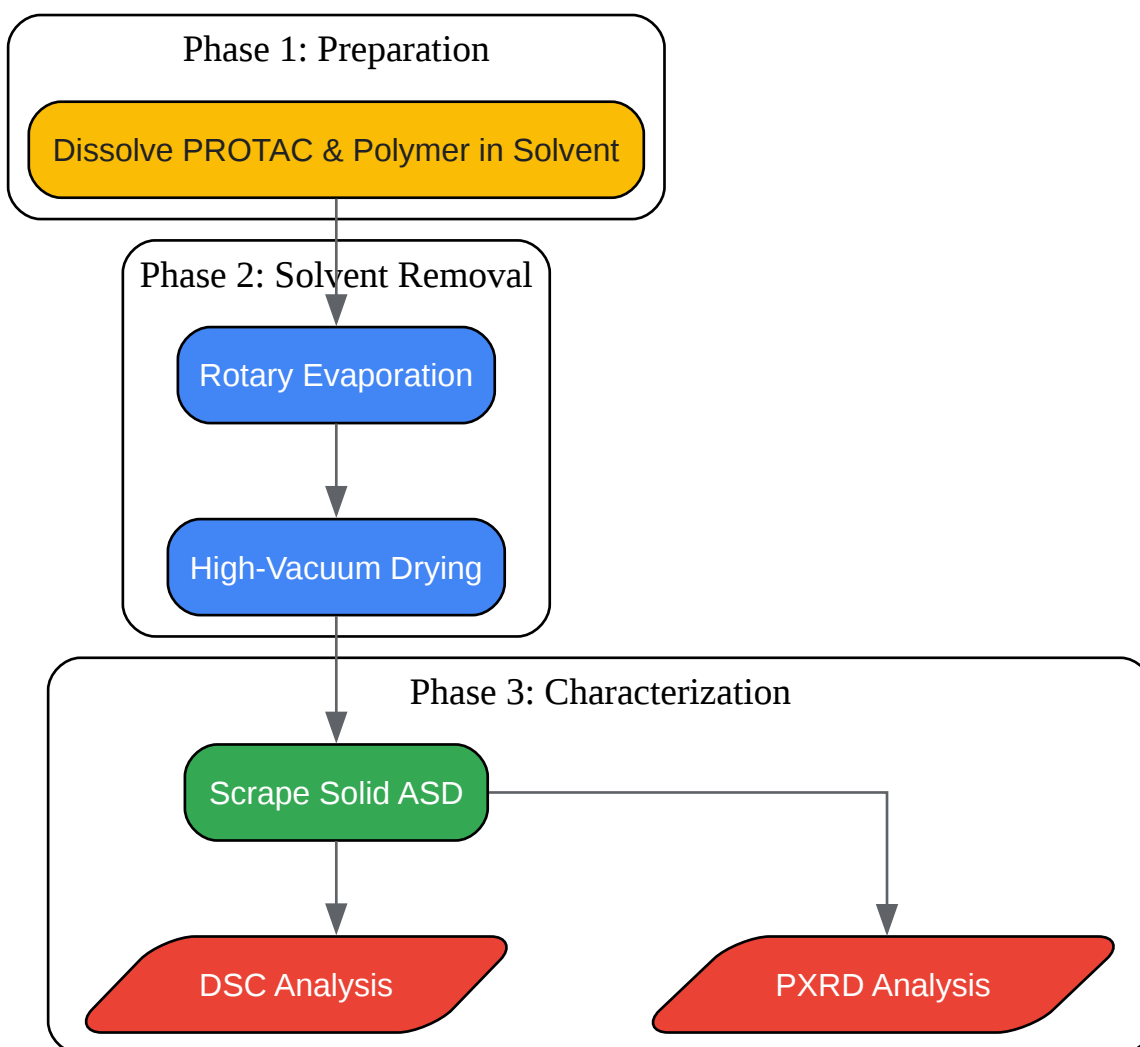 Phase 1: Preparation
Dissolve PROTAC & Polymer in Solvent
Phase 2: Solvent Removal
Rotary Evaporation
High-Vacuum Drying
Phase 3: Characterization
Scrape Solid ASD
DSC Analysis
PXRD Analysis